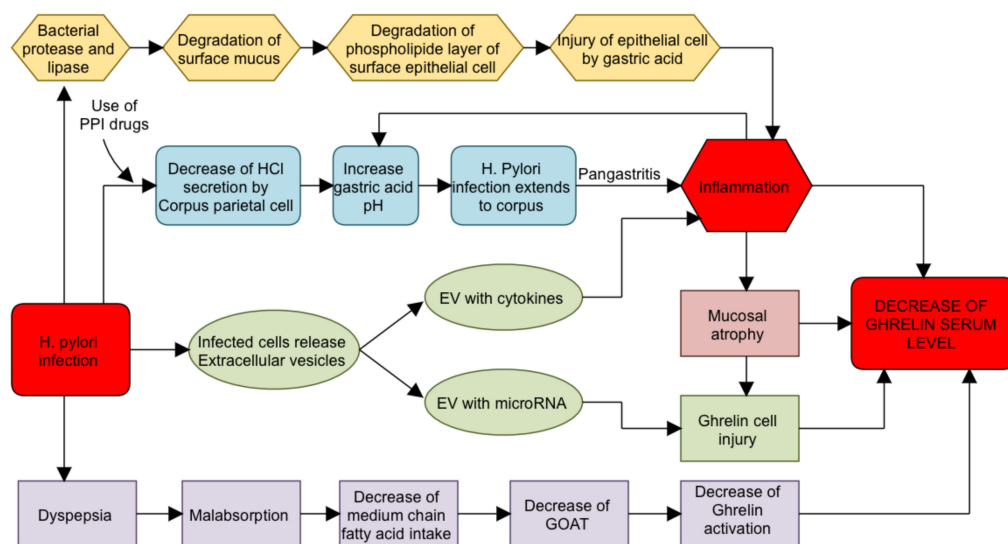 Bacterial
protease and
lipase
Degradation of
surface mucus
Degradation of
phospholipide layer of
surface epithelial cell
Injury of epithelial cell
by gastric acid
Use of
PPI drugs
Decrease of HCl
secretion by
Corpus parietal cell
Increase
gastric acid
pH
H. Pylori
infection extends
to corpus
Pangastritis
Inflammation
H. pylori
infection
Infected cells release
Extracellular vesicles
EV with cytokines
EV with microRNA
Mucosal
atrophy
Ghrelin cell
injury
DECREASE OF
GHRELIN SERUM
LEVEL
Dyspepsia
Malabsorption
Decrease of
medium chain
fatty acid intake
Decrease of
GOAT
Decrease of
Ghrelin
activation